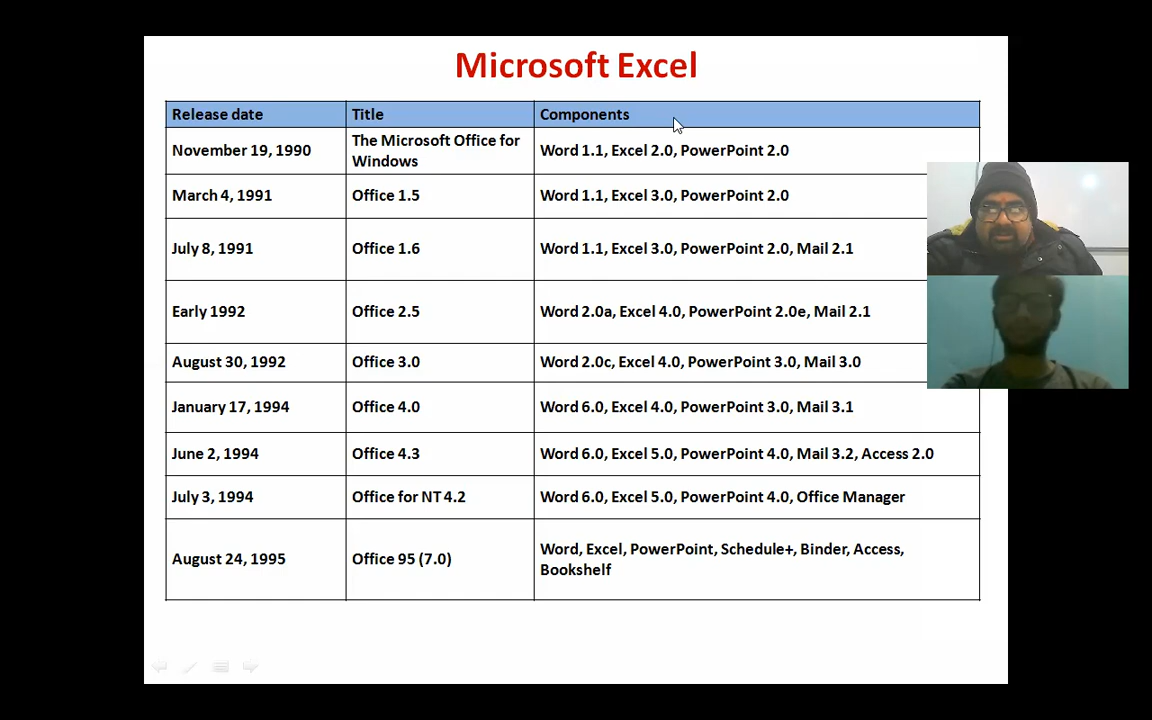 Microsoft Excel
Release date Title Components
November 19, 1990 The Microsoft Office for Windows Word 1.1, Excel 2.0, PowerPoint 2.0
March 4, 1991 Office 1.5 Word 1.1, Excel 3.0, PowerPoint 2.0
July 8, 1991 Office 1.6 Word 1.1, Excel 3.0, PowerPoint 2.0, Mail 2.1
Early 1992 Office 2.5 Word 2.0a, Excel 4.0, PowerPoint 2.0e, Mail 2.1
August 30, 1992 Office 3.0 Word 2.0c, Excel 4.0, PowerPoint 3.0, Mail 3.0
January 17, 1994 Office 4.0 Word 6.0, Excel 4.0, PowerPoint 3.0, Mail 3.1
June 2, 1994 Office 4.3 Word 6.0, Excel 5.0, PowerPoint 4.0, Mail 3.2, Access 2.0
July 3, 1994 Office for NT 4.2 Word 6.0, Excel 5.0, PowerPoint 4.0, Office Manager
August 24, 1995 Office 95 (7.0) Word, Excel, PowerPoint, Schedule+, Binder, Access,
Bookshelf